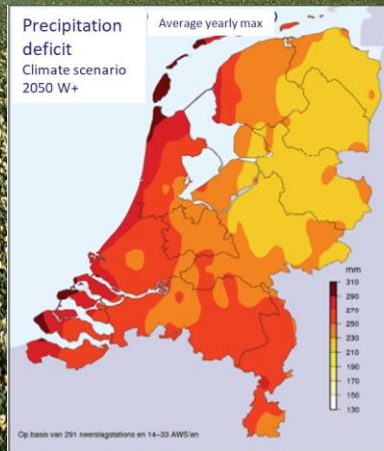 Precipitation
deficit
Climate scenario
2050 W+
Average yearly max
mm
310
290
270
250
230
210
190
170
150
130
Op basis van 291 neerslagstations en 14-33 AWS'en